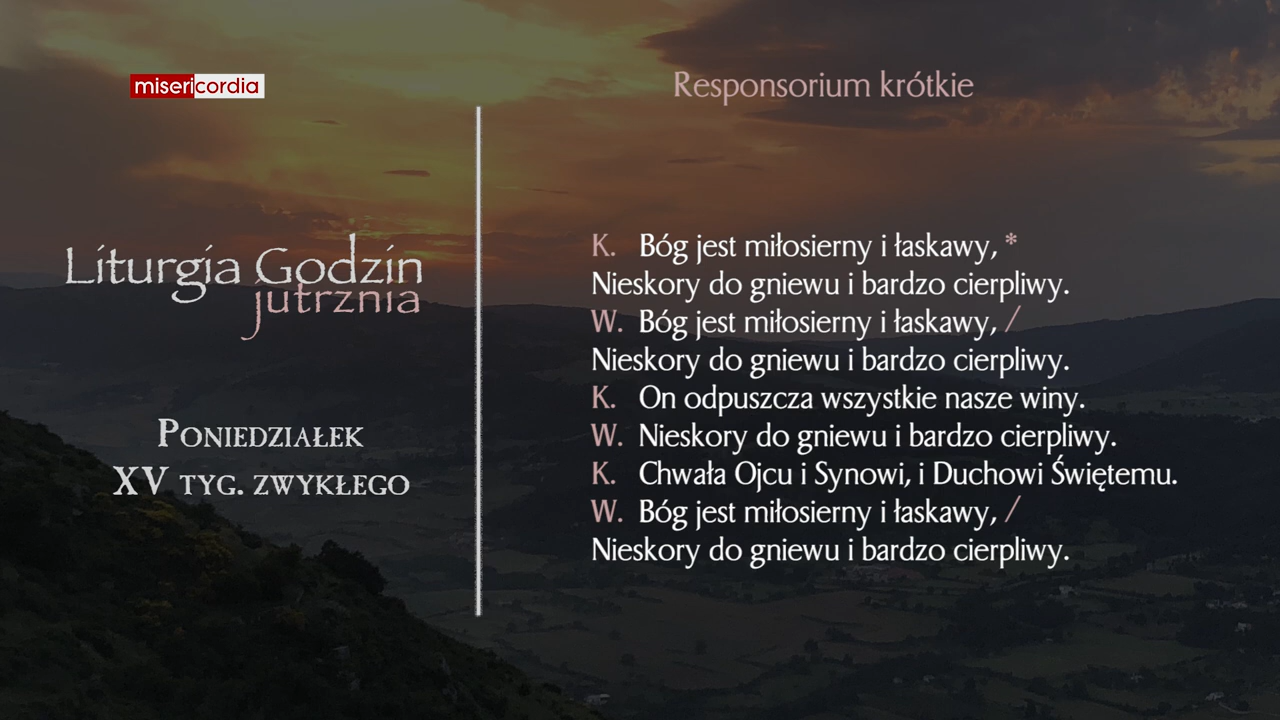 misericordia
Liturgia Godzin
jutrznia
Poniedziałek
XV tyg. zwykłego
Responsorium krótkie
K. Bóg jest miłosierny i łaskawy, *
Nieskory do gniewu i bardzo cierpliwy.
W. Bóg jest miłosierny i łaskawy, /
Nieskory do gniewu i bardzo cierpliwy.
K. On odpuszcza wszystkie nasze winy.
W. Nieskory do gniewu i bardzo cierpliwy.
K. Chwała Ojcu i Synowi, i Duchowi Świętemu.
W. Bóg jest miłosierny i łaskawy, /
Nieskory do gniewu i bardzo cierpliwy.